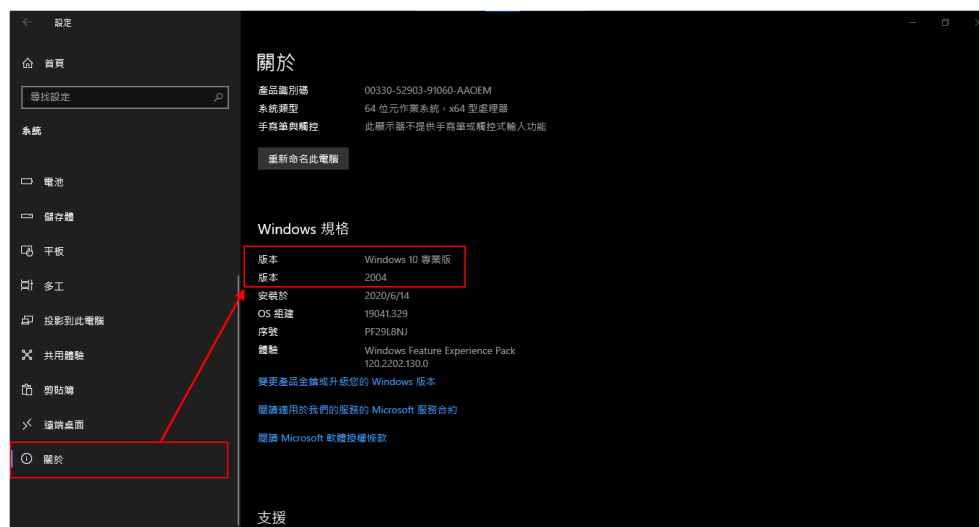 設定
首頁
尋找設定
系統
電池
儲存體
平板
多工
投影到此電腦
共用體驗
剪貼簿
遠端桌面
關於
關於
產品識別碼 00330-52903-91060-AAOEM
系統類型 64 位元作業系統，x64 型處理器
手寫筆與觸控 此顯示器不提供手寫筆或觸控式輸入功能
重新命名此電腦
Windows 規格
版本 Windows 10 專業版
版本 2004
安裝於 2020/6/14
OS 組建 19041.329
序號 PF29L8NJ
體驗 Windows Feature Experience Pack
120.2202.130.0
變更產品金鑰或升級您的 Windows 版本
閱讀適用於我們的服務的 Microsoft 服務合約
閱讀 Microsoft 軟體授權條款
支援